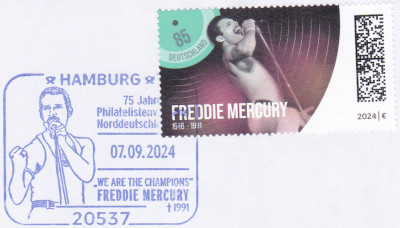 85
DEUTSCHLAND
FREDDIE MERCURY
2024 | €
HAMBURG
75 Jahre
Norddeutschl
07.09.2024
„WE ARE THE CHAMPIONS"
FREDDIE MERCURY
†1991
20537